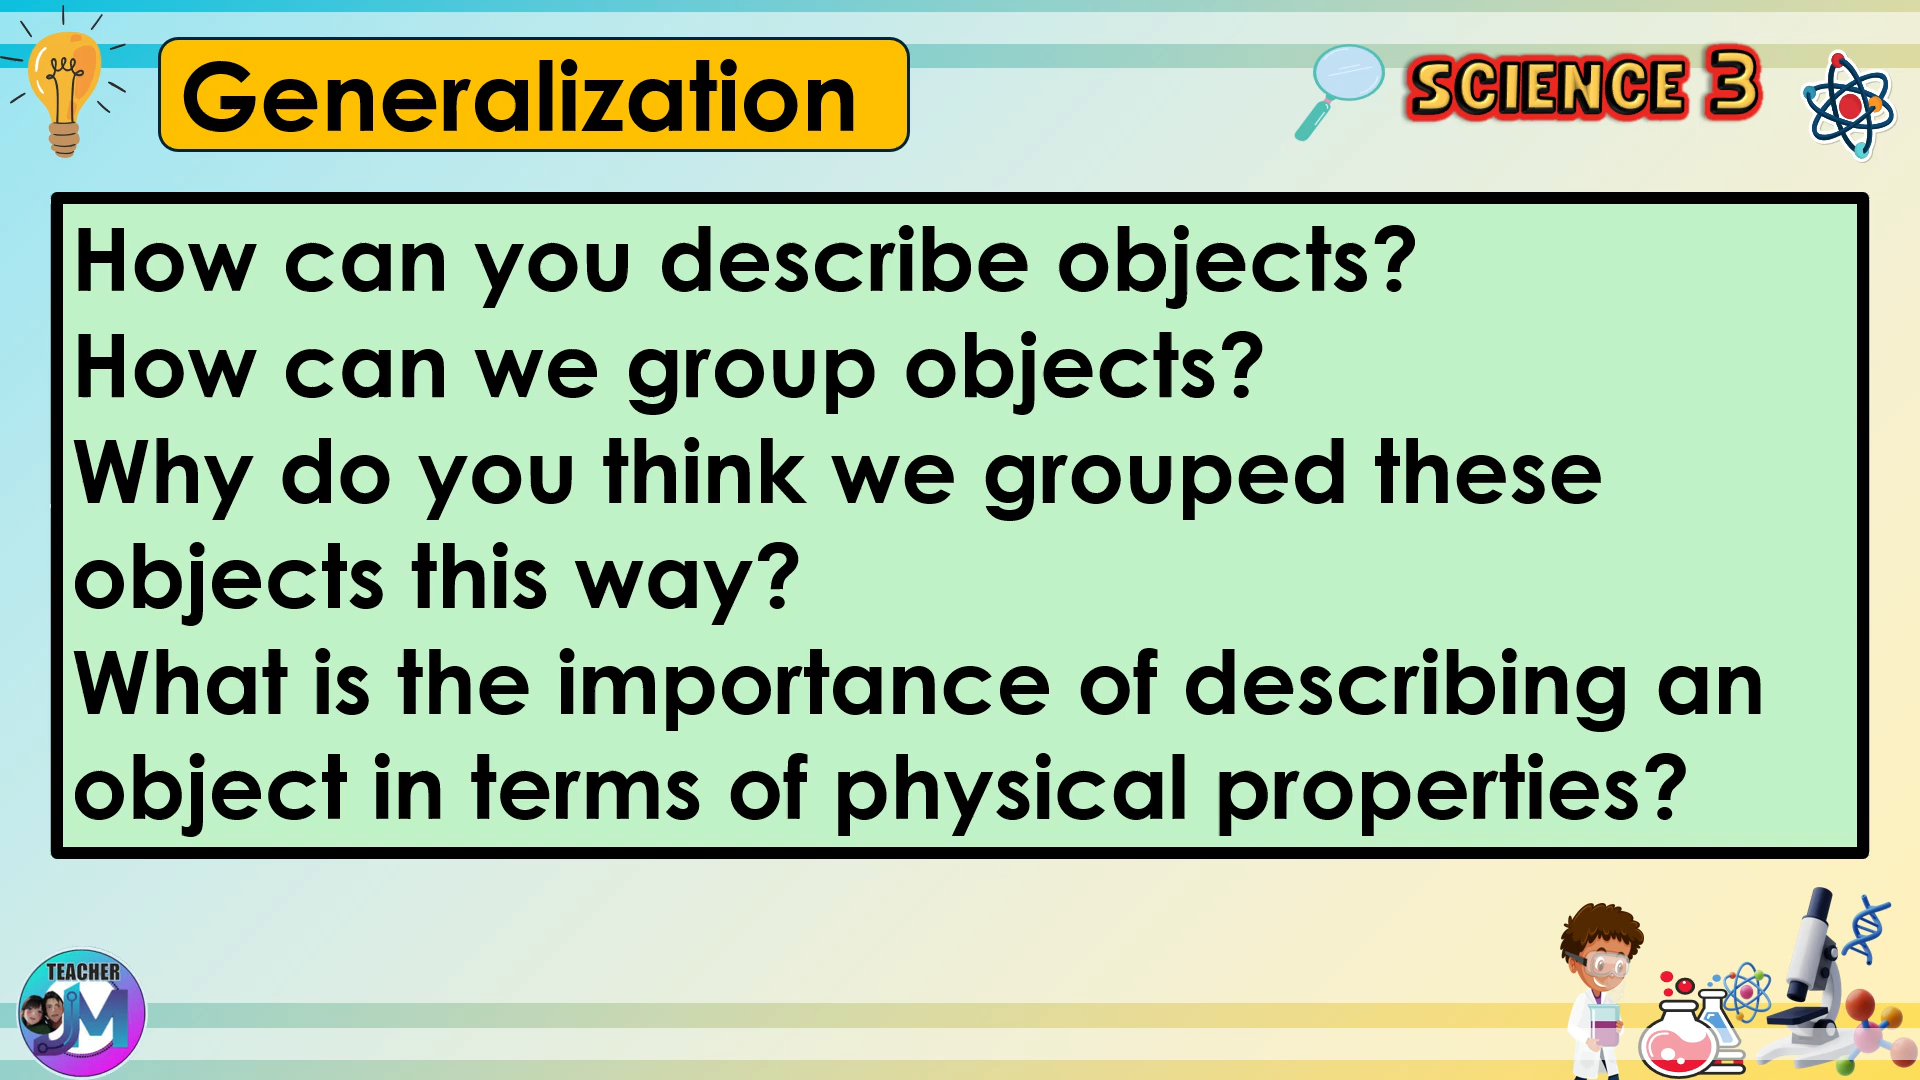 Generalization
SCIENCE 3
How can you describe objects?
How can we group objects?
Why do you think we grouped these
objects this way?
What is the importance of describing an
object in terms of physical properties?
TEACHER
JM